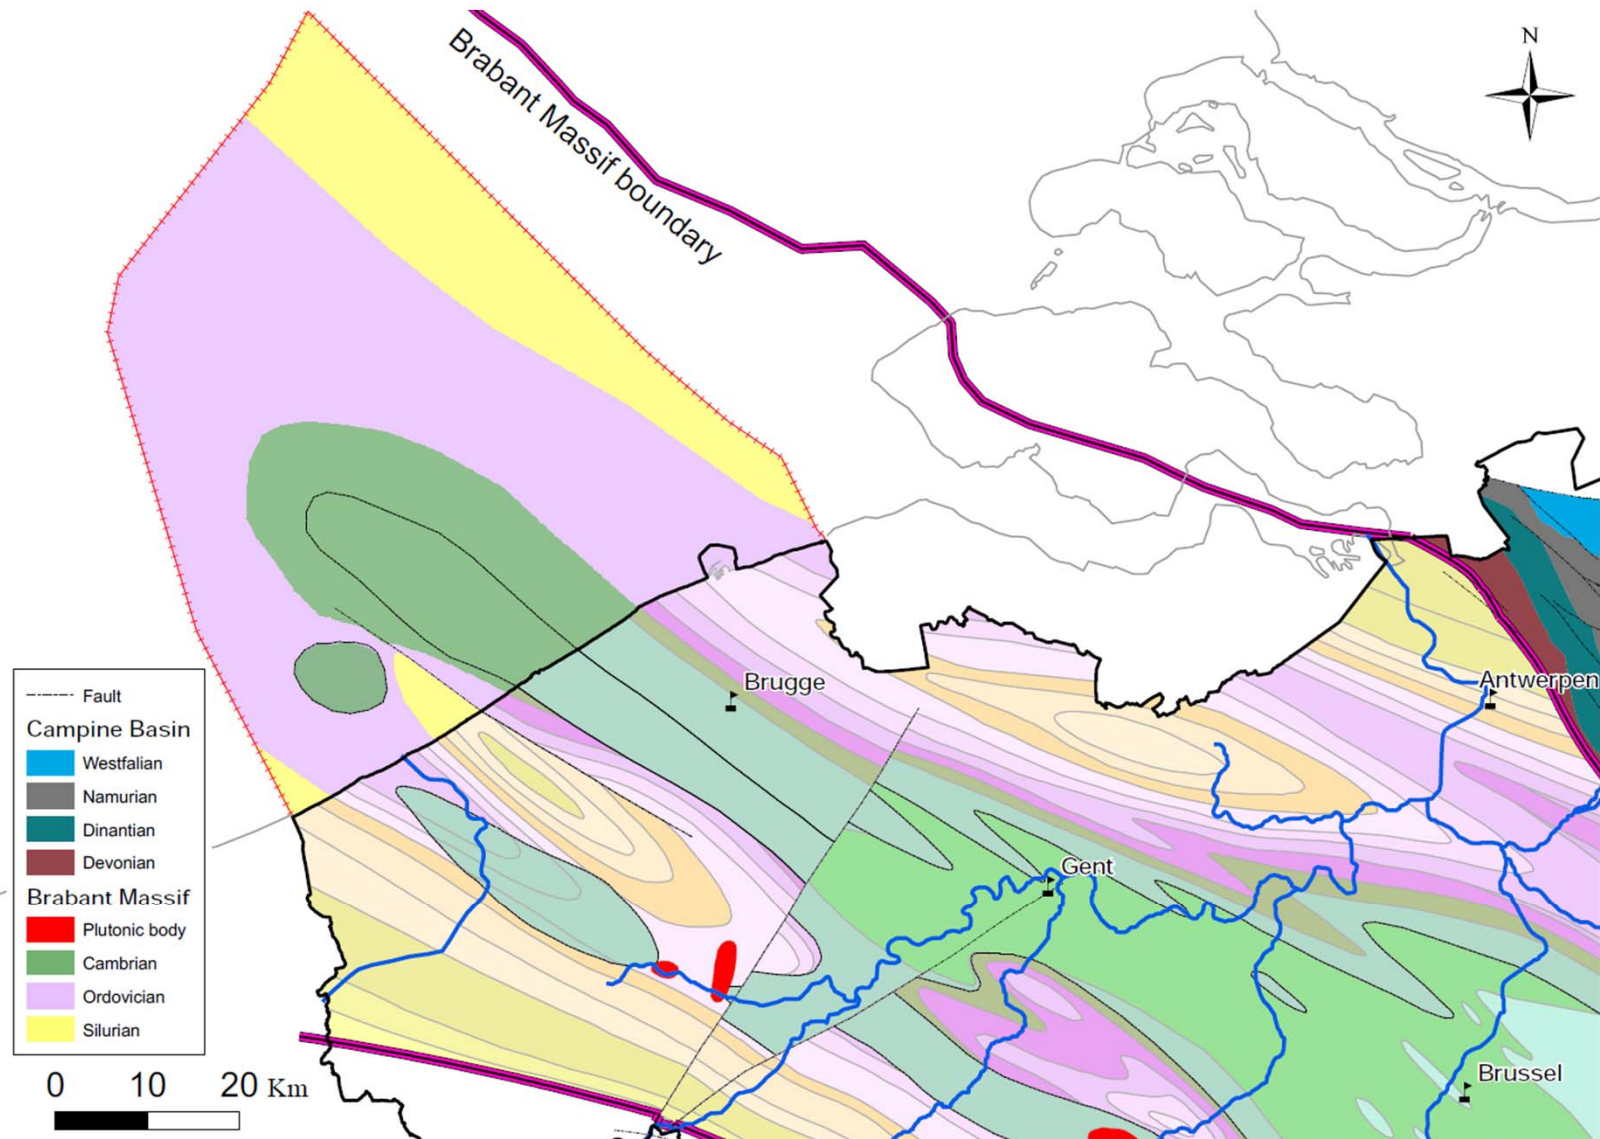 N
Brabant Massif boundary
Brugge
Antwerpen
Gent
Brussel
Fault
Campine Basin
Westfalian
Namurian
Dinantian
Devonian
Brabant Massif
Plutonic body
Cambrian
Ordovician
Silurian
0 10 20 Km